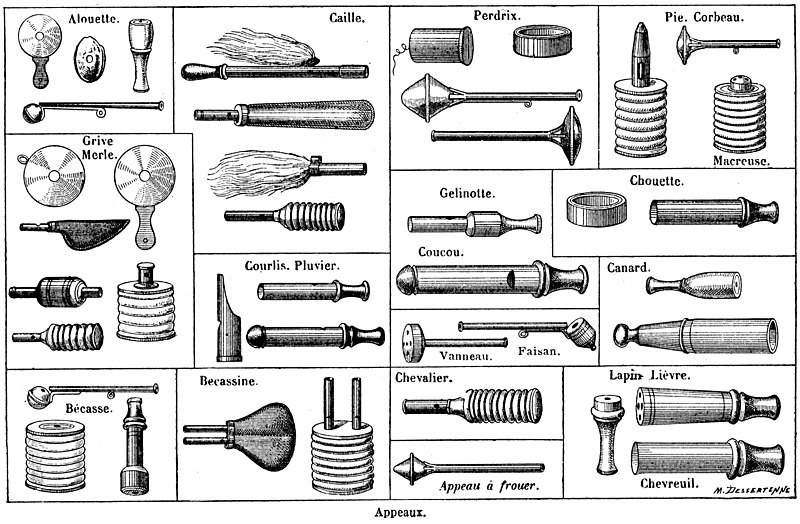 Alouette.
Caille.
Perdrix.
Pie. Corbeau.
Macreuse.
Grive
Merle.
Gelinotte.
Chouette.
Coucou.
Courlis. Pluvier.
Canard.
Vanneau.
Faisan.
Bécasse.
Becassine.
Chevalier.
Lapin Lièvre.
Appeau à frouer.
Chevreuil.
M. DESSERTENNE
Appeaux.